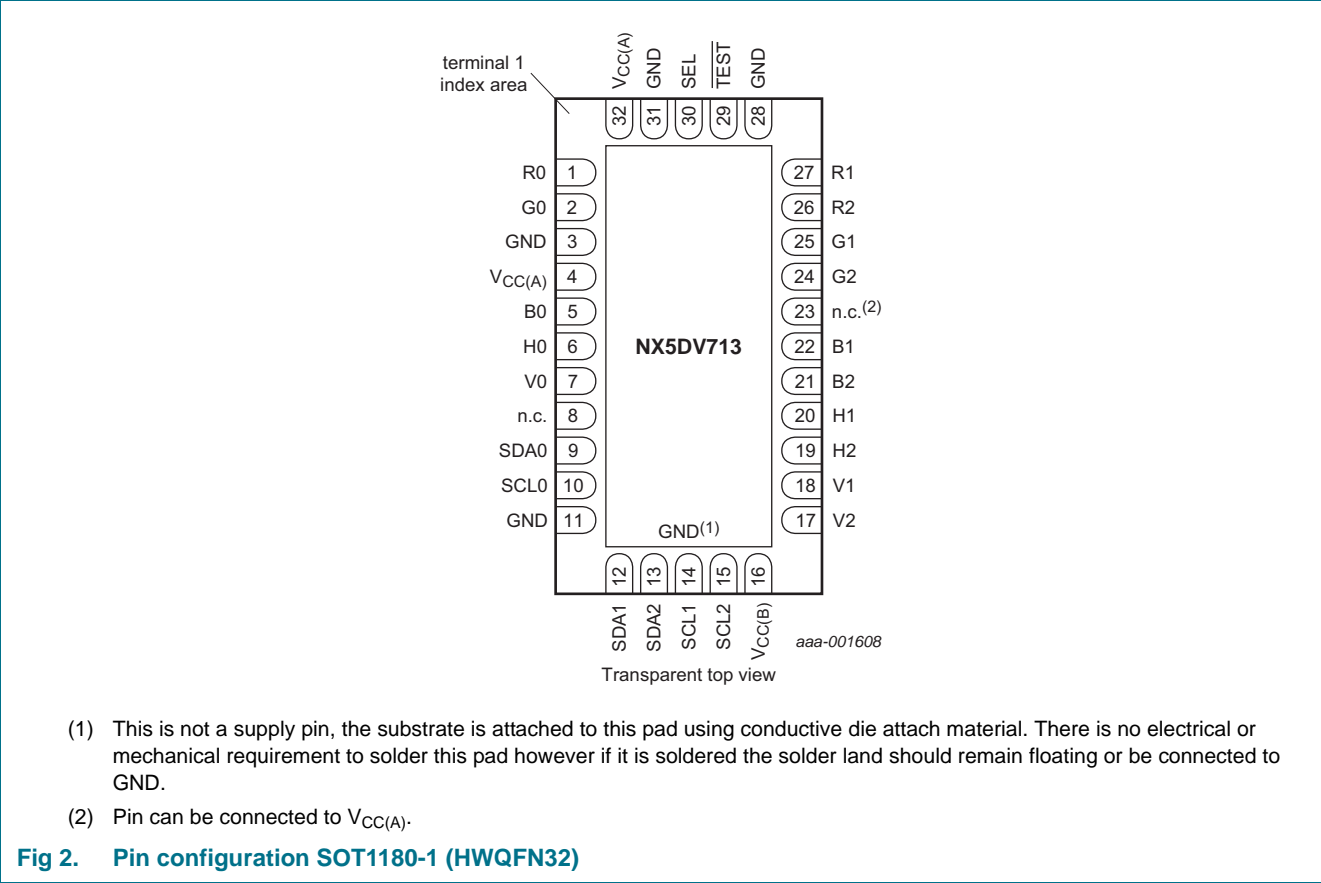 terminal 1
index area
VCC(A)
GND
SEL
TEST
GND
32
31
30
29
28
R0 1
G0 2
GND 3
VCC(A) 4
B0 5
H0 6
V0 7
n.c. 8
SDA0 9
SCL0 10
GND 11
NX5DV713
GND(1)
27 R1
26 R2
25 G1
24 G2
23 n.c.(2)
22 B1
21 B2
20 H1
19 H2
18 V1
17 V2
12
13
14
15
16
SDA1
SDA2
SCL1
SCL2
VCC(B)
aaa-001608
Transparent top view
(1) This is not a supply pin, the substrate is attached to this pad using conductive die attach material. There is no electrical or
mechanical requirement to solder this pad however if it is soldered the solder land should remain floating or be connected to
GND.
(2) Pin can be connected to VCC(A).
Fig 2. Pin configuration SOT1180-1 (HWQFN32)